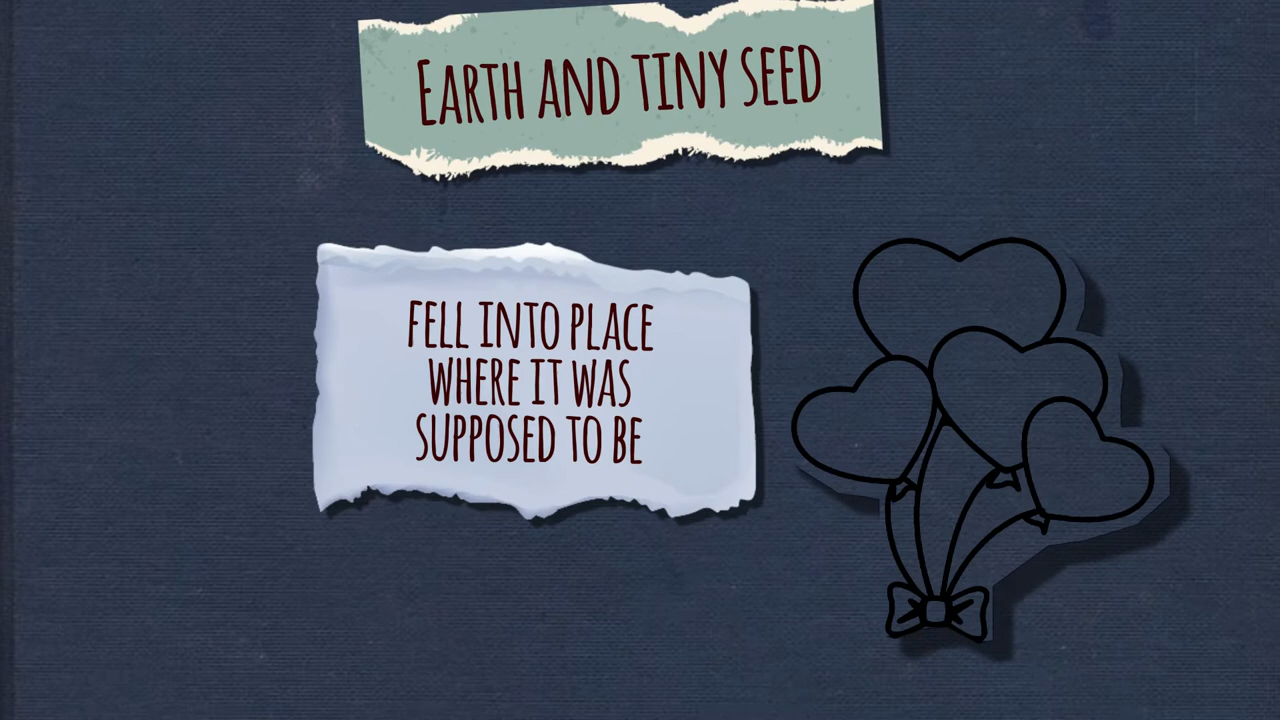 Earth and tiny seed
fell into place
where it was
supposed to be